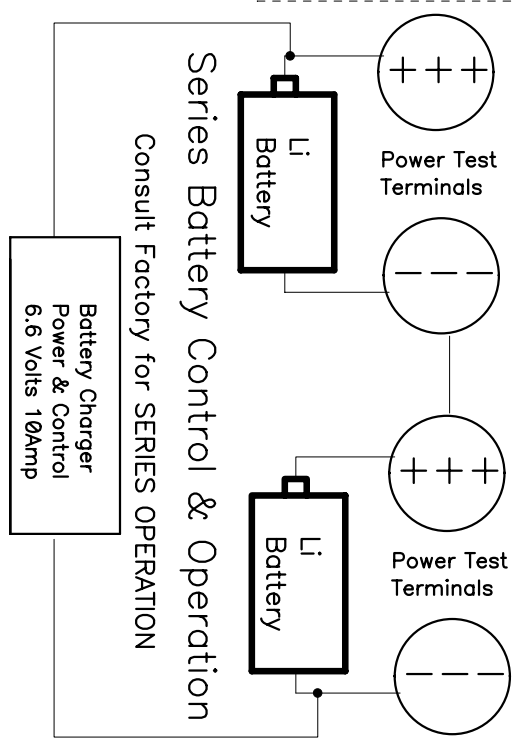 + + +
Power Test
Terminals
Li
Battery
— — —
Series Battery Control & Operation
Consult Factory for SERIES OPERATION
Battery Charger
Power & Control
6.6 Volts 10Amp
+ + +
Power Test
Terminals
Li
Battery
— — —